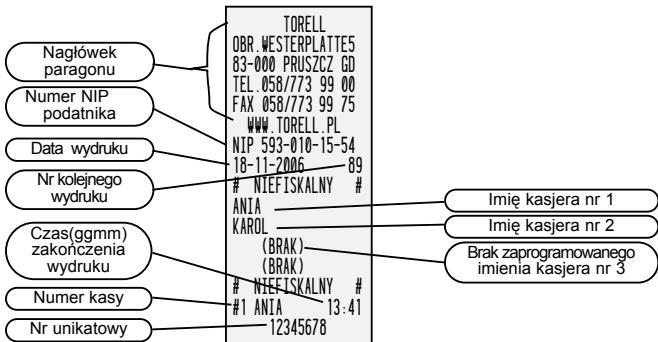 TORELL
OBR.WESTERPLATTE5
83-000 PRUSZCZ GD
TEL.058/773 99 00
FAX 058/773 99 75
WWW.TORELL.PL
NIP 593-010-15-54
18-11-2006 89
# NIEFISKALNY #
ANIA
KAROL
(BRAK)
(BRAK)
# NIEFISKALNY #
#1 ANIA 13:41
12345678
Nagłówek
paragonu
Numer NIP
podatnika
Data wydruku
Nr kolejnego
wydruku
Czas(ggmm)
zakończenia
wydruku
Numer kasy
Nr unikatowy
Imię kasjera nr 1
Imię kasjera nr 2
Brak zaprogramowanego
imienia kasjera nr 3